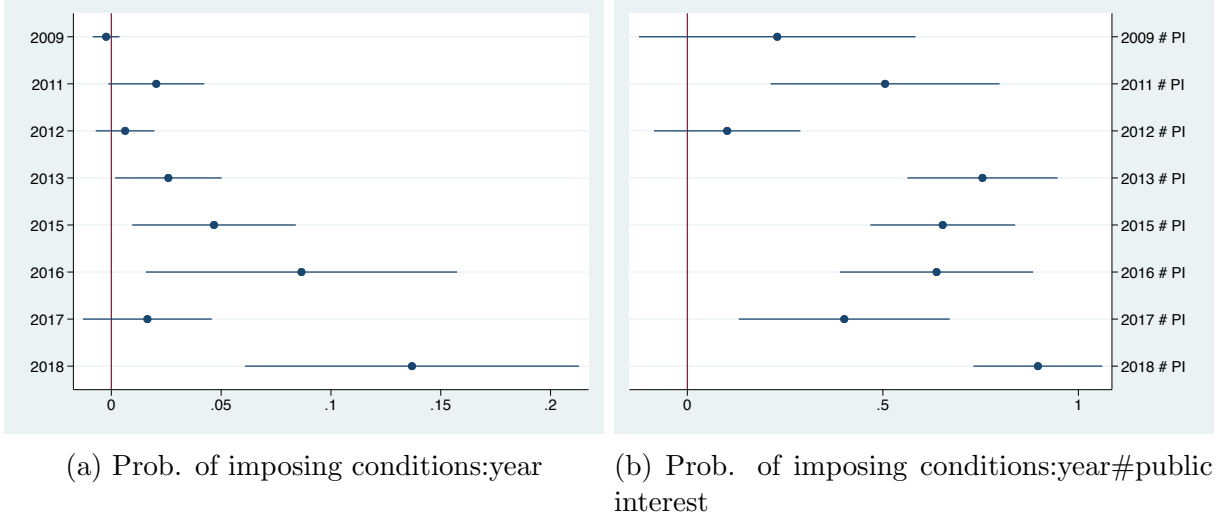 2009
2011
2012
2013
2015
2016
2017
2018
0 .05 .1 .15 .2
2009 # PI
2011 # PI
2012 # PI
2013 # PI
2015 # PI
2016 # PI
2017 # PI
2018 # PI
0 .5 1
(a) Prob. of imposing conditions:year
(b) Prob. of imposing conditions:year#public
interest